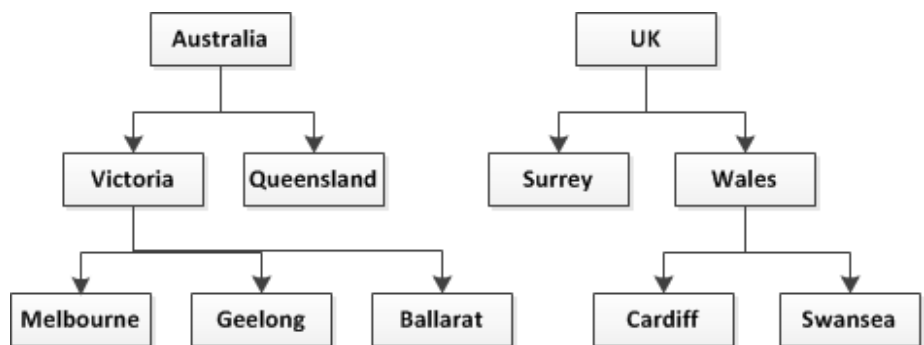 Australia
UK
Victoria
Queensland
Surrey
Wales
Melbourne
Geelong
Ballarat
Cardiff
Swansea